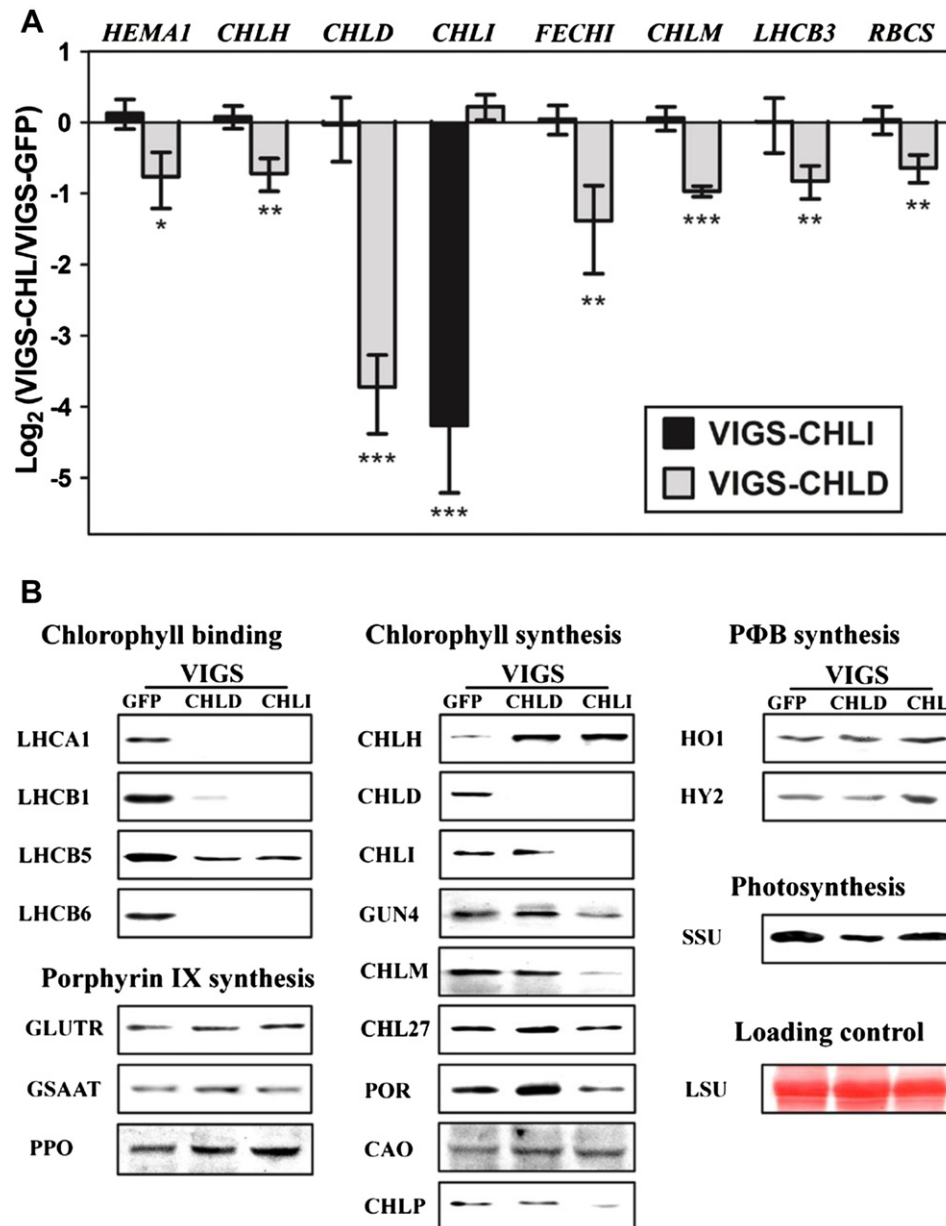 A
HEMA1 CHLH CHLD CHLI FECHI CHLM LHCB3 RBCS
Log2 (VIGS-CHL/VIGS-GFP)
1
0
-1
-2
-3
-4
-5
* ** *** *** ** *** ** **
VIGS-CHLI
VIGS-CHLD
B
Chlorophyll binding
VIGS
GFP CHLD CHLI
LHCA1
LHCB1
LHCB5
LHCB6
Porphyrin IX synthesis
GLUTR
GSAAT
PPO
Chlorophyll synthesis
VIGS
GFP CHLD CHLI
CHLH
CHLD
CHLI
GUN4
CHLM
CHL27
POR
CAO
CHLP
PΦB synthesis
VIGS
GFP CHLD CHL
HO1
HY2
Photosynthesis
SSU
Loading control
LSU